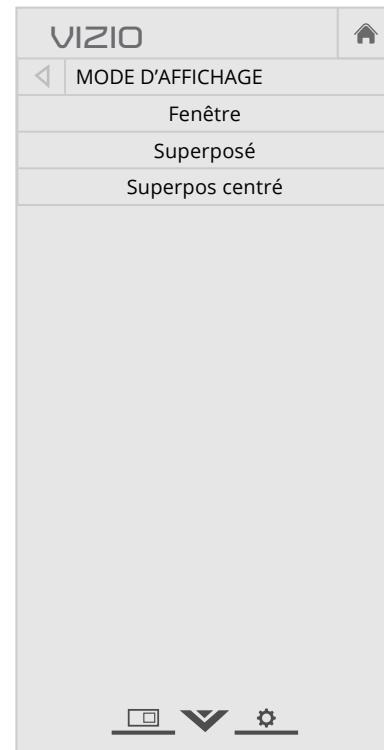 VIZIO
MODE D'AFFICHAGE
Fenêtre
Superposé
Superpos centré